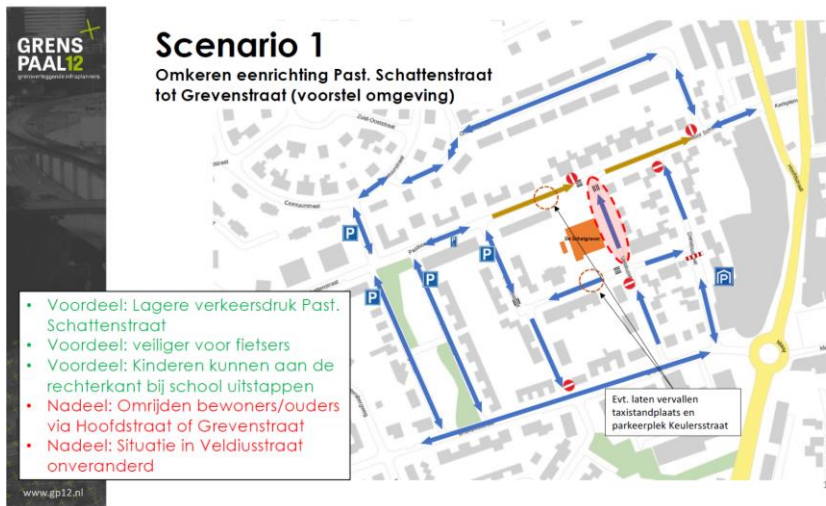 GRENS
PAAL12
grensverleggende infraplanners
Scenario 1
Omkeren eenrichting Past. Schattenstraat
tot Grevenstraat (voorstel omgeving)
Zuid-Ooststraat
P
P
P
P
P
Evt. laten vervallen
taxistandplaats en
parkeerplek Keulersstraat
• Voordeel: Lagere verkeersdruk Past.
Schattenstraat
• Voordeel: veiliger voor fietsers
• Voordeel: Kinderen kunnen aan de
rechterkant bij school uitstappen
• Nadeel: Omrijden bewoners/ouders
via Hoofdstraat of Grevenstraat
• Nadeel: Situatie in Veldiusstraat
onveranderd
www.gp12.nl